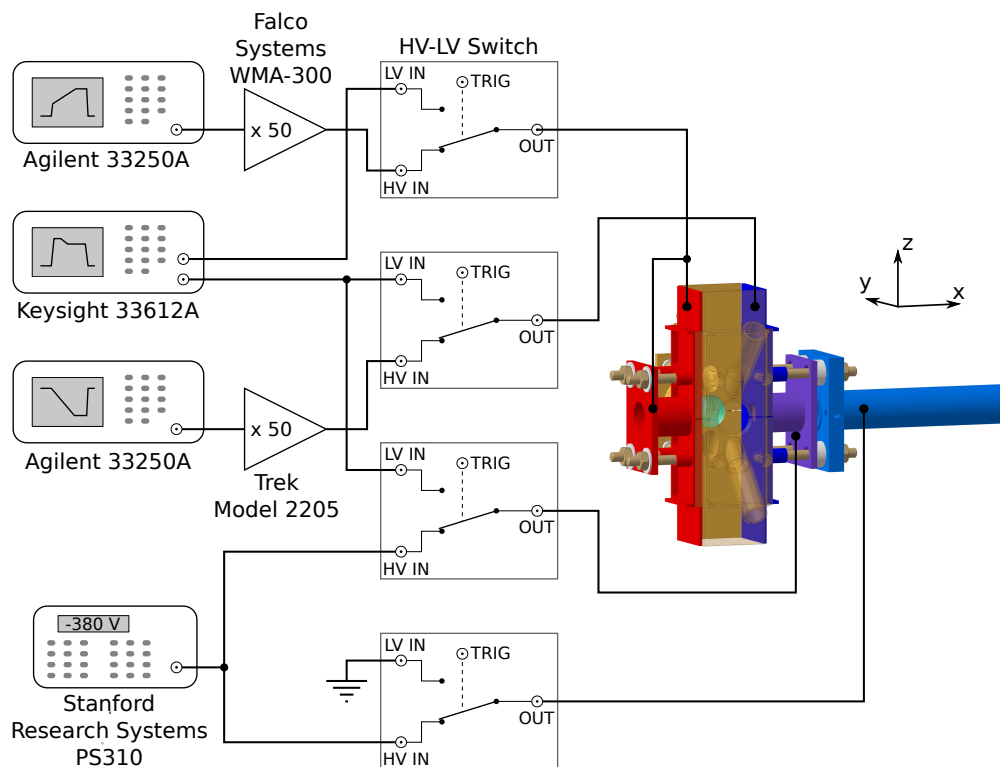 Falco
Systems
WMA-300
HV-LV Switch
LV IN
TRIG
x 50
OUT
HV IN
Agilent 33250A
LV IN
TRIG
Keysight 33612A
OUT
HV IN
z
y
x
x 50
Agilent 33250A
Trek
Model 2205
LV IN
TRIG
OUT
HV IN
-380 V
LV IN
TRIG
OUT
HV IN
Stanford
Research Systems
PS310